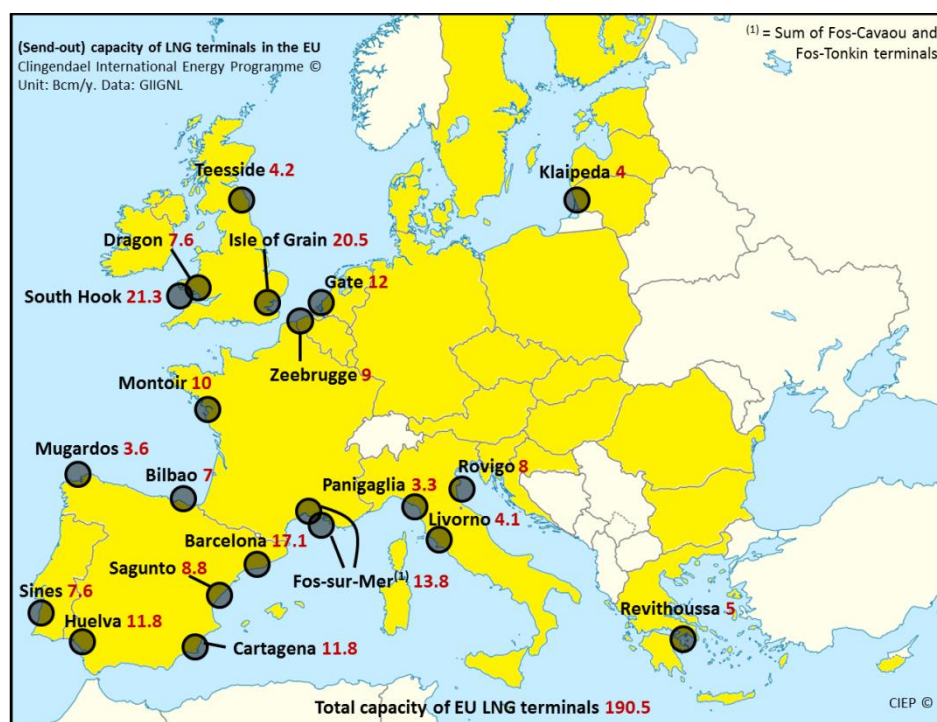 (Send-out) capacity of LNG terminals in the EU
Clingendael International Energy Programme ©
Unit: Bcm/y. Data: GIIGNL
(1) = Sum of Fos-Cavaou and
Fos-Tonkin terminals
Teesside 4.2
Klaipeda 4
Dragon 7.6
Isle of Grain 20.5
South Hook 21.3
Gate 12
Zeebrugge 9
Montoir 10
Mugardos 3.6
Bilbao 7
Rovigo 8
Panigaglia 3.3
Livorno 4.1
Barcelona 17.1
Sagunto 8.8
Fos-sur-Mer(1) 13.8
Sines 7.6
Huelva 11.8
Revithoussa 5
Cartagena 11.8
Total capacity of EU LNG terminals 190.5
CIEP ©